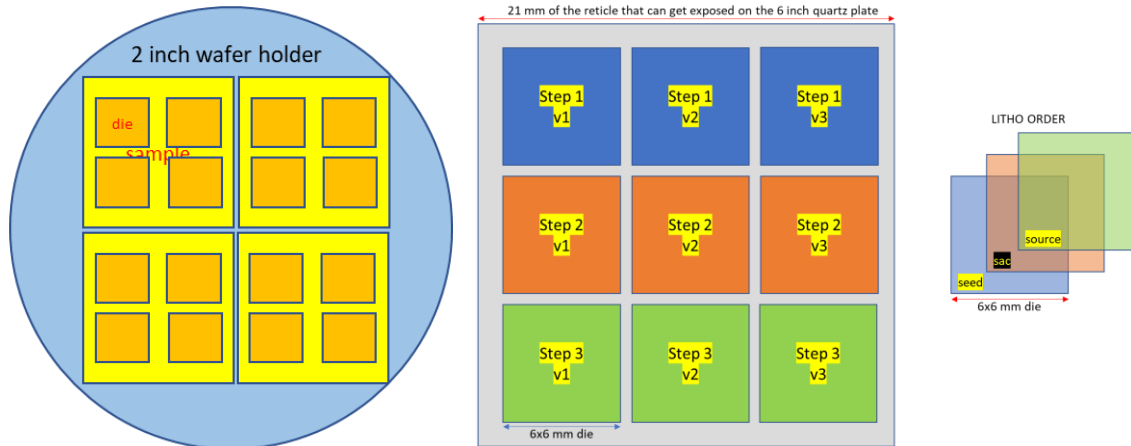 2 inch wafer holder
die
sample
21 mm of the reticle that can get exposed on the 6 inch quartz plate
Step 1
v1
Step 1
v2
Step 1
v3
Step 2
v1
Step 2
v2
Step 2
v3
Step 3
v1
Step 3
v2
Step 3
v3
6x6 mm die
LITHO ORDER
source
sac
seed
6x6 mm die